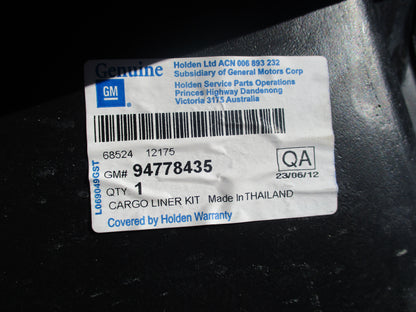 Genuine
GM
Holden Ltd ACN 006 893 232
Subsidiary of General Motors Corp
Holden Service Parts Operations
Princes Highway Dandenong
Victoria 3175 Australia
68524 12175
GM# 94778435
QTY 1
CARGO LINER KIT Made In THAILAND
Covered by Holden Warranty
QA
23/06/12
L069049GST